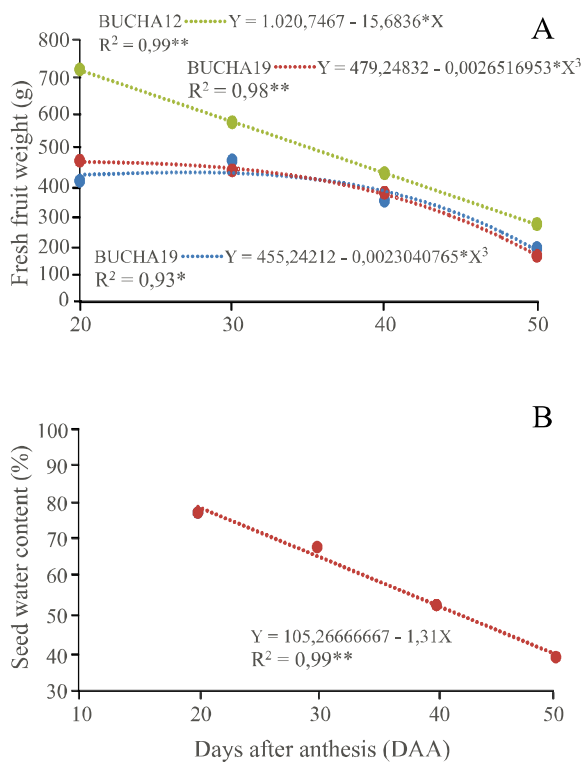 A
BUCHA12 Y = 1.020,7467 - 15,6836*X
R² = 0,99**
BUCHA19 Y = 479,24832 - 0,0026516953*X³
R² = 0,98**
BUCHA19 Y = 455,24212 - 0,0023040765*X³
R² = 0,93*
Fresh fruit weight (g)
800
700
600
500
400
300
200
100
0
20 30 40 50
B
Seed water content (%)
100
90
80
70
60
50
40
30
Y = 105,26666667 - 1,31X
R² = 0,99**
10 20 30 40 50
Days after anthesis (DAA)